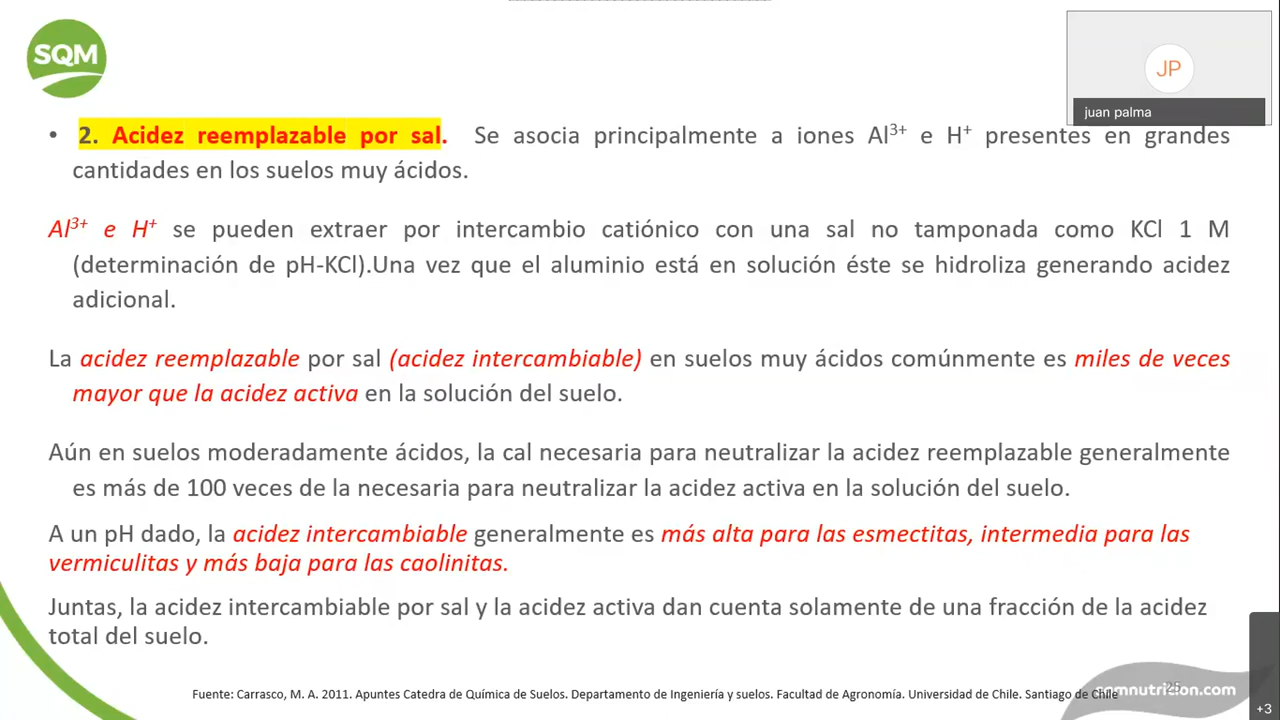 SQM
JP
juan palma
• 2. Acidez reemplazable por sal. Se asocia principalmente a iones Al³⁺ e H⁺ presentes en grandes
cantidades en los suelos muy ácidos.
Al³⁺ e H⁺ se pueden extraer por intercambio catiónico con una sal no tamponada como KCl 1 M
(determinación de pH-KCl).Una vez que el aluminio está en solución éste se hidroliza generando acidez
adicional.
La acidez reemplazable por sal (acidez intercambiable) en suelos muy ácidos comúnmente es miles de veces
mayor que la acidez activa en la solución del suelo.
Aún en suelos moderadamente ácidos, la cal necesaria para neutralizar la acidez reemplazable generalmente
es más de 100 veces de la necesaria para neutralizar la acidez activa en la solución del suelo.
A un pH dado, la acidez intercambiable generalmente es más alta para las esmectitas, intermedia para las
vermiculitas y más baja para las caolinitas.
Juntas, la acidez intercambiable por sal y la acidez activa dan cuenta solamente de una fracción de la acidez
total del suelo.
Fuente: Carrasco, M. A. 2011. Apuntes Catedra de Química de Suelos. Departamento de Ingeniería y suelos. Facultad de Agronomía. Universidad de Chile. Santiago de Chile
sqmnutrition.com
+3